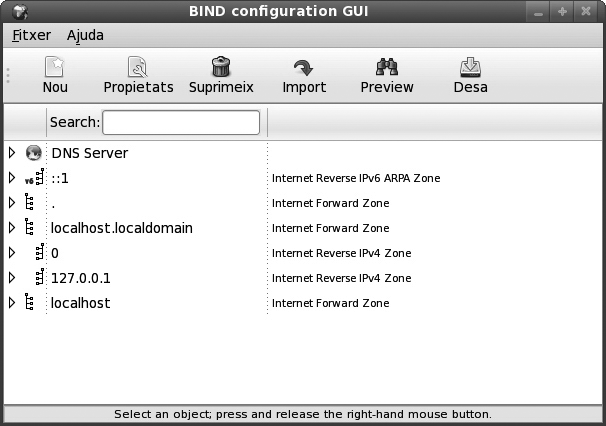 BIND configuration GUI
Fitxer Ajuda
Nou Propietats Suprimeix Import Preview Desa
Search:
DNS Server
v6 ::1 Internet Reverse IPv6 ARPA Zone
. Internet Forward Zone
localhost.localdomain Internet Forward Zone
0 Internet Reverse IPv4 Zone
127.0.0.1 Internet Reverse IPv4 Zone
localhost Internet Forward Zone
Select an object; press and release the right-hand mouse button.